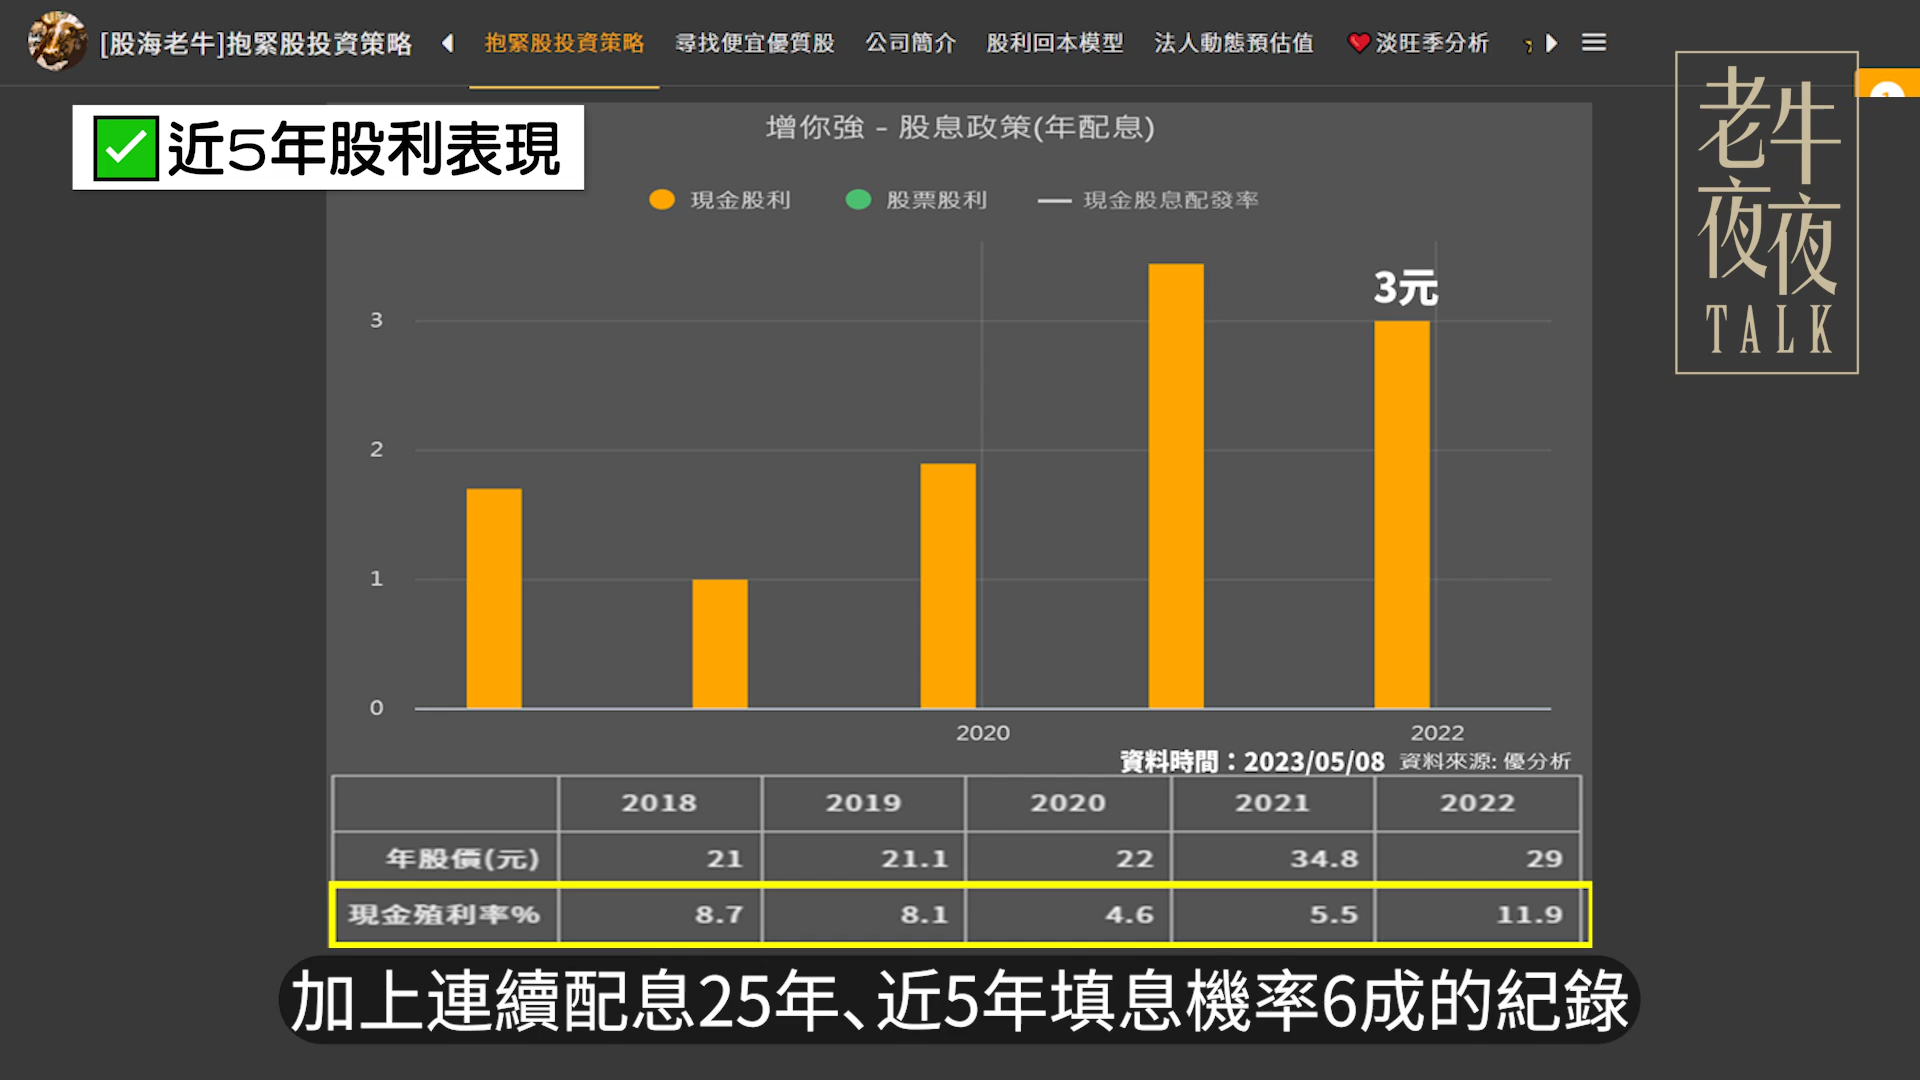 [股海老牛]抱緊股投資策略
抱緊股投資策略
尋找便宜優質股
公司簡介
股利回本模型
法人動態預估值
淡旺季分析
老牛
夜夜
TALK
近5年股利表現
增你強 - 股息政策(年配息)
現金股利 股票股利 現金股息配發率
3元
3
2
1
0
2020 2022
資料時間：2023/05/08 資料來源: 優分析
2018 2019 2020 2021 2022
年股價(元) 21 21.1 22 34.8 29
現金殖利率% 8.7 8.1 4.6 5.5 11.9
加上連續配息25年、近5年填息機率6成的紀錄